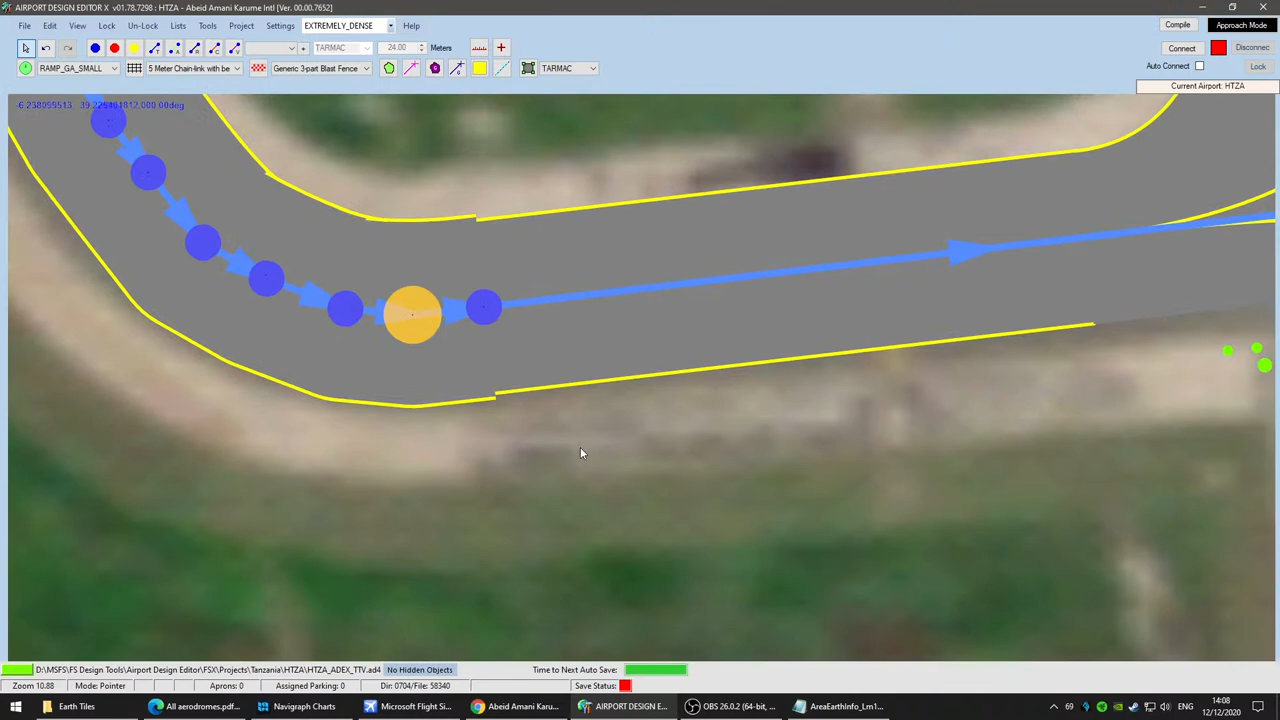 AIRPORT DESIGN EDITOR X v01.78.7298 : HTZA - Abeid Amani Karume Intl [Ver. 00.00.7652]
File Edit View Lock Un-Lock Lists Tools Project Settings EXTREMELY_DENSE Help
Compile Approach Mode
TARMAC 24.00 Meters
Connect Disconnec
RAMP_GA_SMALL 5 Meter Chain-link with be Generic 3-part Blast Fence TARMAC
Auto Connect Lock
Current Airport: HTZA
D:\MSFS\FS Design Tools\Airport Design Editor\FSX\Projects\Tanzania\HTZA\HTZA_ADEX_TTV.ad4 No Hidden Objects Time to Next Auto Save:
Zoom 10.88 Mode: Pointer Aprons: 0 Assigned Parking: 0 Dir: 0704/File: 58340 Save Status:
Earth Tiles All aerodromes.pdf... Navigraph Charts Microsoft Flight Si... Abeid Amani Karu... AIRPORT DESIGN E... OBS 26.0.2 (64-bit, ... AreaEarthInfo_Lm1... 69 ENG 14:08
12/12/2020